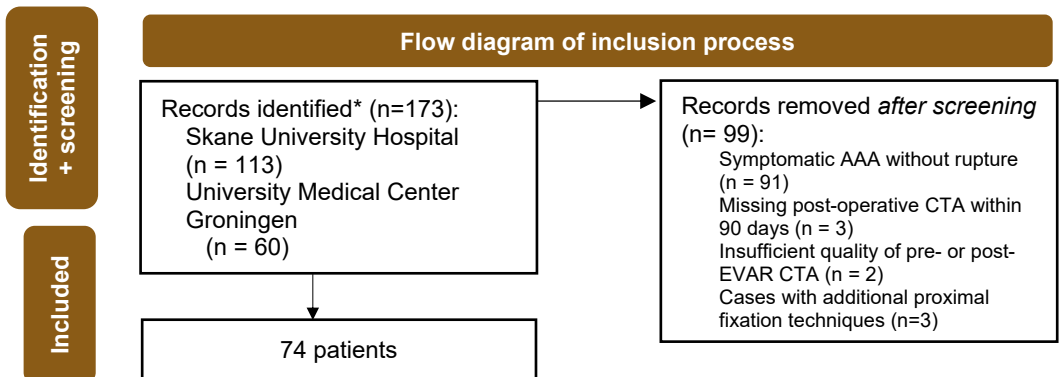 Flow diagram of inclusion process
Identification
+ screening
Records identified* (n=173):
Skane University Hospital
(n = 113)
University Medical Center
Groningen
(n = 60)
Records removed after screening
(n= 99):
Symptomatic AAA without rupture
(n = 91)
Missing post-operative CTA within
90 days (n = 3)
Insufficient quality of pre- or post-
EVAR CTA (n = 2)
Cases with additional proximal
fixation techniques (n=3)
Included
74 patients